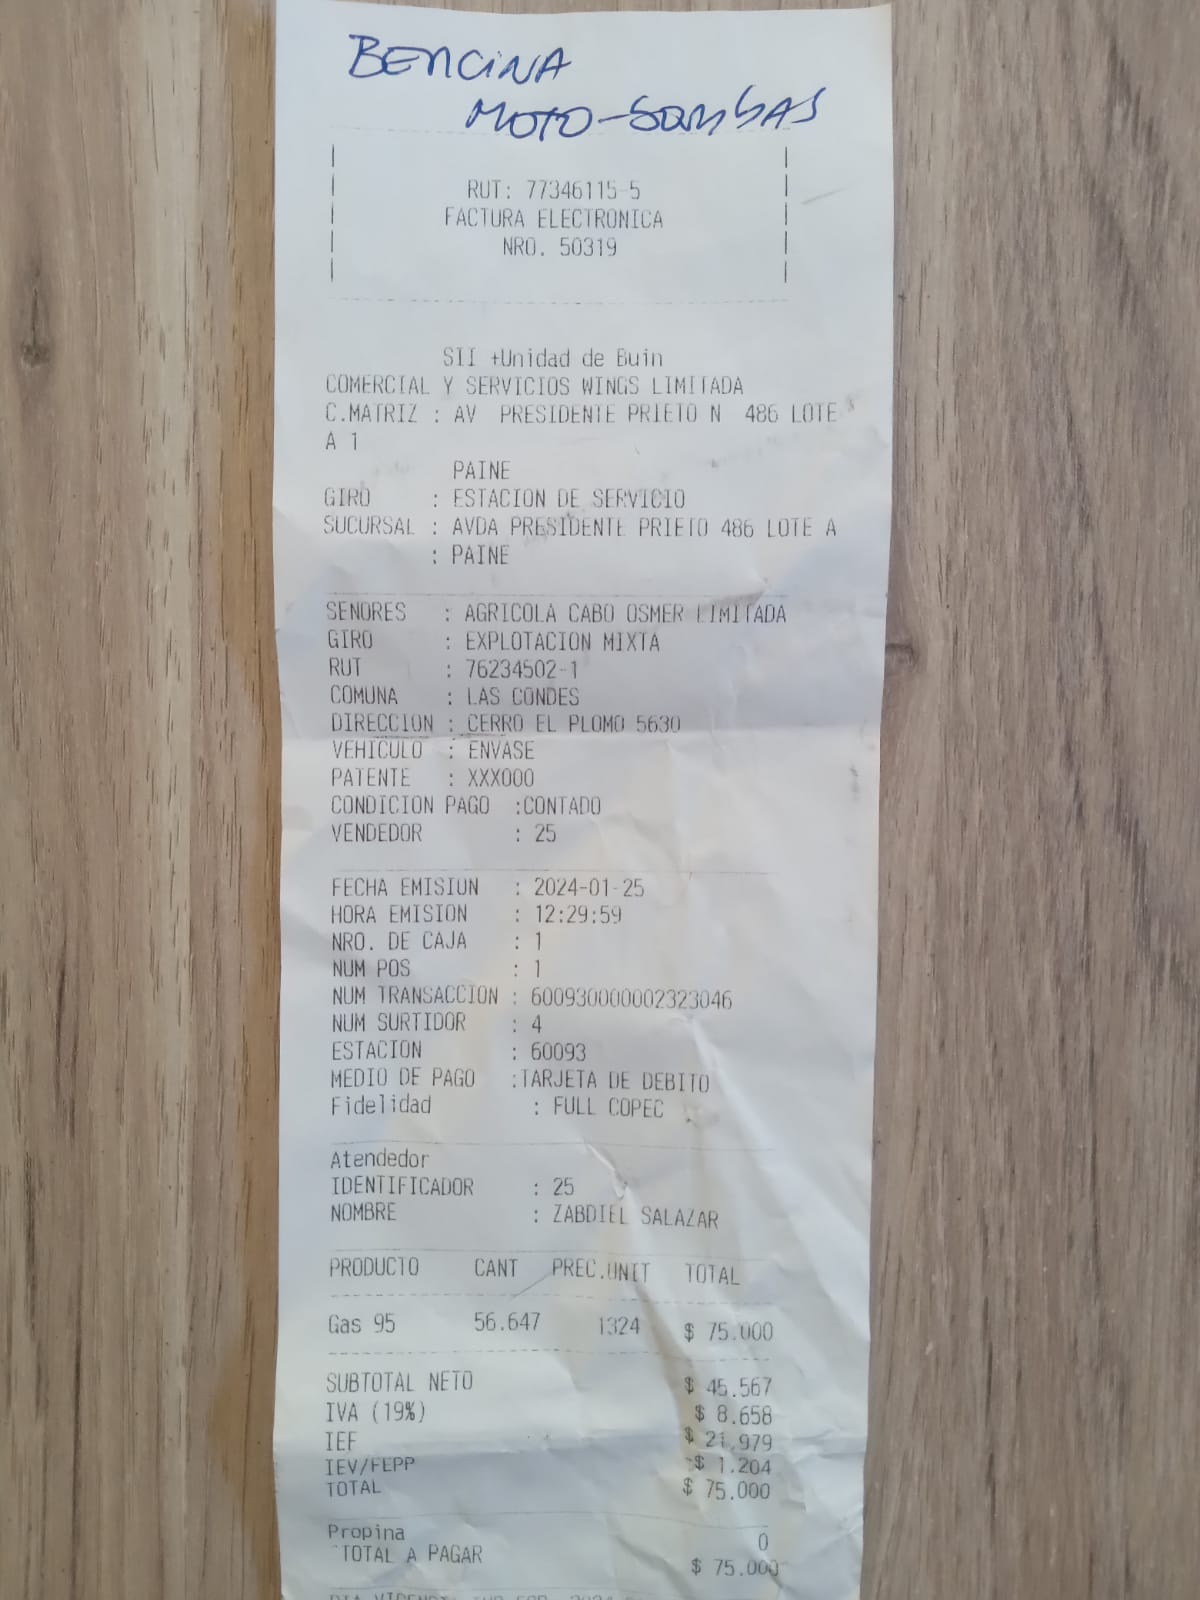 BENCINA
MOTO-BOMBAS
RUT: 77346115-5
FACTURA ELECTRONICA
NRO. 50319
SII +Unidad de Buin
COMERCIAL Y SERVICIOS WINGS LIMITADA
C.MATRIZ : AV PRESIDENTE PRIETO N 486 LOTE
A 1
PAINE
GIRO : ESTACION DE SERVICIO
SUCURSAL : AVDA PRESIDENTE PRIETO 486 LOTE A
: PAINE
SENORES : AGRICOLA CABO OSMER LIMITADA
GIRO : EXPLOTACION MIXTA
RUT : 76234502-1
COMUNA : LAS CONDES
DIRECCION : CERRO EL PLOMO 5630
VEHICULO : ENVASE
PATENTE : XXX000
CONDICION PAGO :CONTADO
VENDEDOR : 25
FECHA EMISIUN : 2024-01-25
HORA EMISION : 12:29:59
NRO. DE CAJA : 1
NUM POS : 1
NUM TRANSACCION : 600930000002323046
NUM SURTIDOR : 4
ESTACION : 60093
MEDIO DE PAGO :TARJETA DE DEBITO
Fidelidad : FULL COPEC
Atendedor
IDENTIFICADOR : 25
NOMBRE : ZABDIEL SALAZAR
PRODUCTO CANT PREC.UNIT TOTAL
Gas 95 56.647 1324 $ 75.000
SUBTOTAL NETO $ 45.567
IVA (19%) $ 8.658
IEF $ 21.979
IEV/FEPP -$ 1.204
TOTAL $ 75.000
Propina 0
TOTAL A PAGAR $ 75.000